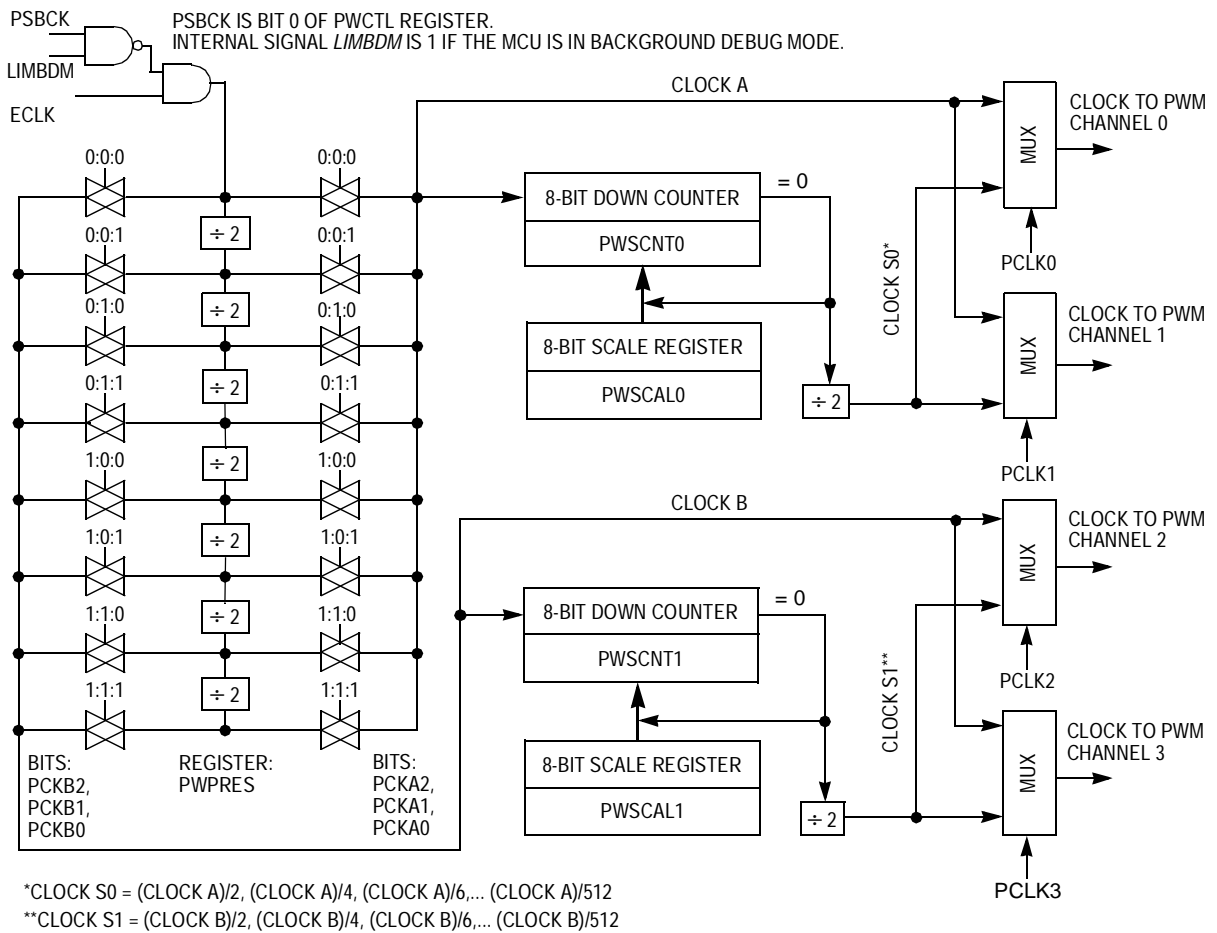 PSBCK
PSBCK IS BIT 0 OF PWCTL REGISTER.
INTERNAL SIGNAL LIMBDM IS 1 IF THE MCU IS IN BACKGROUND DEBUG MODE.
LIMBDM
ECLK
CLOCK A
CLOCK TO PWM
CHANNEL 0
MUX
PCLK0
0:0:0
0:0:0
÷ 2
0:0:1
0:0:1
÷ 2
0:1:0
0:1:0
÷ 2
0:1:1
0:1:1
÷ 2
1:0:0
1:0:0
÷ 2
1:0:1
1:0:1
÷ 2
1:1:0
1:1:0
÷ 2
1:1:1
1:1:1
8-BIT DOWN COUNTER
= 0
PWSCNT0
8-BIT SCALE REGISTER
PWSCAL0
÷ 2
CLOCK S0*
CLOCK TO PWM
CHANNEL 1
MUX
PCLK1
CLOCK B
CLOCK TO PWM
CHANNEL 2
MUX
PCLK2
8-BIT DOWN COUNTER
= 0
PWSCNT1
8-BIT SCALE REGISTER
PWSCAL1
÷ 2
CLOCK S1**
CLOCK TO PWM
CHANNEL 3
MUX
PCLK3
BITS:
PCKB2,
PCKB1,
PCKB0
REGISTER:
PWPRES
BITS:
PCKA2,
PCKA1,
PCKA0
*CLOCK S0 = (CLOCK A)/2, (CLOCK A)/4, (CLOCK A)/6,... (CLOCK A)/512
**CLOCK S1 = (CLOCK B)/2, (CLOCK B)/4, (CLOCK B)/6,... (CLOCK B)/512